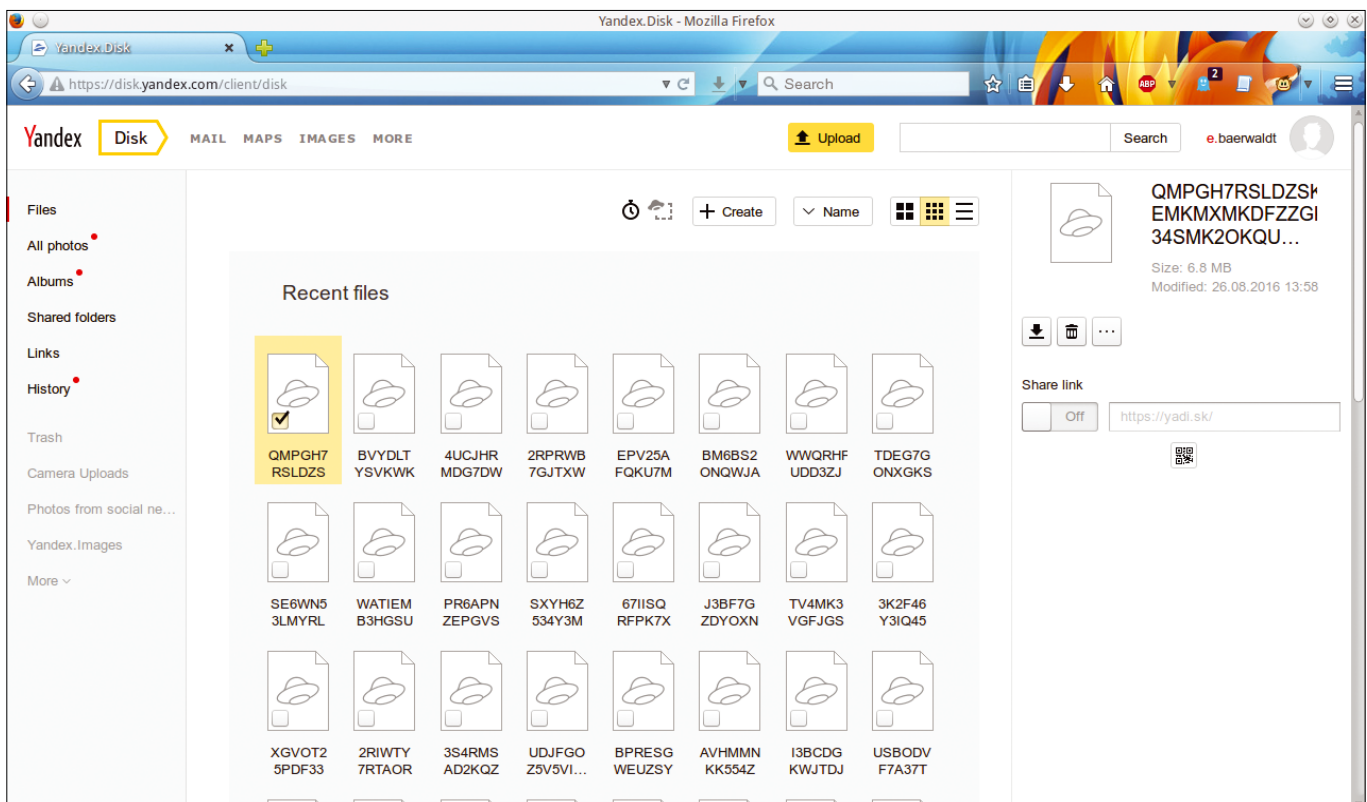 Yandex.Disk - Mozilla Firefox
Yandex.Disk
https://disk.yandex.com/client/disk
Search
ABP
2
Yandex
Disk
MAIL MAPS IMAGES MORE
Upload
Search
e.baerwaldt
Files
All photos
Albums
Shared folders
Links
History
Trash
Camera Uploads
Photos from social ne...
Yandex.Images
More
Create
Name
Recent files
QMPGH7 BVYDLT 4UCJHR 2RPRWB EPV25A BM6BS2 WWQRHF TDEG7G
RSLDZS YSVKWK MDG7DW 7GJTXW FQKU7M ONQWJA UDD3ZJ ONXGKS
SE6WN5 WATIEM PR6APN SXYH6Z 67IISQ J3BF7G TV4MK3 3K2F46
3LMYRL B3HGSU ZEPGVS 534Y3M RFPK7X ZDYOXN VGFJGS Y3IQ45
XGVOT2 2RIWTY 3S4RMS UDJFGO BPRESG AVHMMN I3BCDG USBODV
5PDF33 7RTAOR AD2KQZ Z5V5VI... WEUZSY KK554Z KWJTDJ F7A37T
QMPGH7RSLDZSK
EMKMXMKDFZZGI
34SMK2OKQU...
Size: 6.8 MB
Modified: 26.08.2016 13:58
Share link
Off
https://yadi.sk/